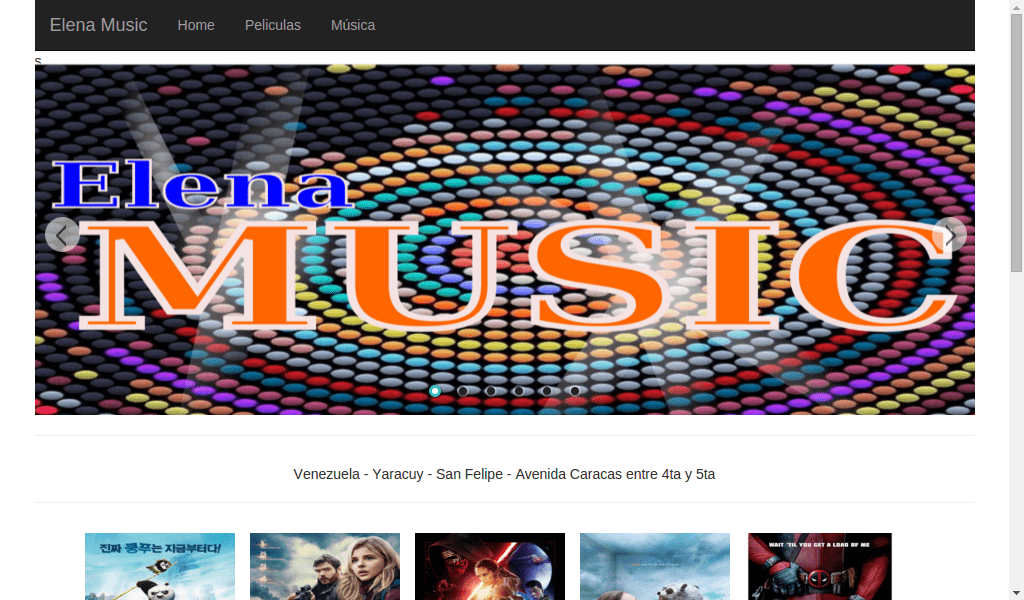 Elena Music Home Peliculas Música
s
Elena
MUSIC
Venezuela - Yaracuy - San Felipe - Avenida Caracas entre 4ta y 5ta
진짜 쿵푸는 지금부터다!
WAIT 'TIL YOU GET A LOAD OF ME